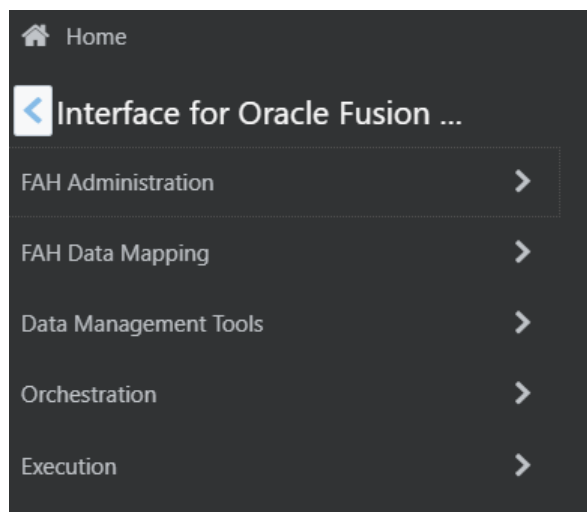 Home
Interface for Oracle Fusion ...
FAH Administration
FAH Data Mapping
Data Management Tools
Orchestration
Execution